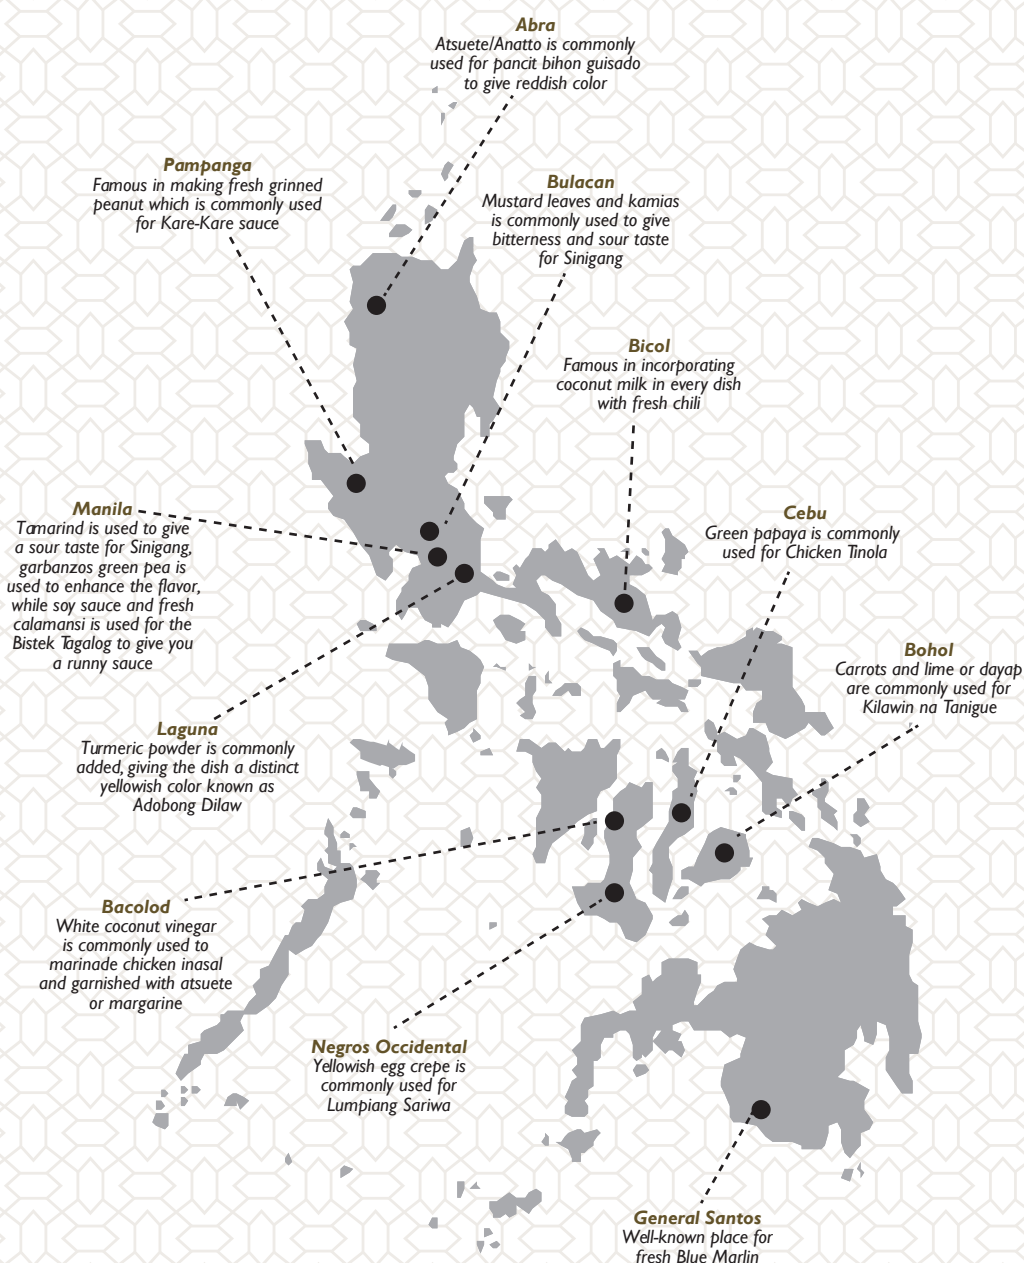 Abra
Atsuete/Anatto is commonly
used for pancit bihon guisado
to give reddish color
Pampanga
Famous in making fresh grinned
peanut which is commonly used
for Kare-Kare sauce
Bulacan
Mustard leaves and kamias
is commonly used to give
bitterness and sour taste
for Sinigang
Bicol
Famous in incorporating
coconut milk in every dish
with fresh chili
Manila
Tamarind is used to give
a sour taste for Sinigang,
garbanzos green pea is
used to enhance the flavor,
while soy sauce and fresh
calamansi is used for the
Bistek Tagalog to give you
a runny sauce
Cebu
Green papaya is commonly
used for Chicken Tinola
Bohol
Carrots and lime or dayap
are commonly used for
Kilawin na Tanigue
Laguna
Turmeric powder is commonly
added, giving the dish a distinct
yellowish color known as
Adobong Dilaw
Bacolod
White coconut vinegar
is commonly used to
marinade chicken inasal
and garnished with atsuete
or margarine
Negros Occidental
Yellowish egg crepe is
commonly used for
Lumpiang Sariwa
General Santos
Well-known place for
fresh Blue Marlin